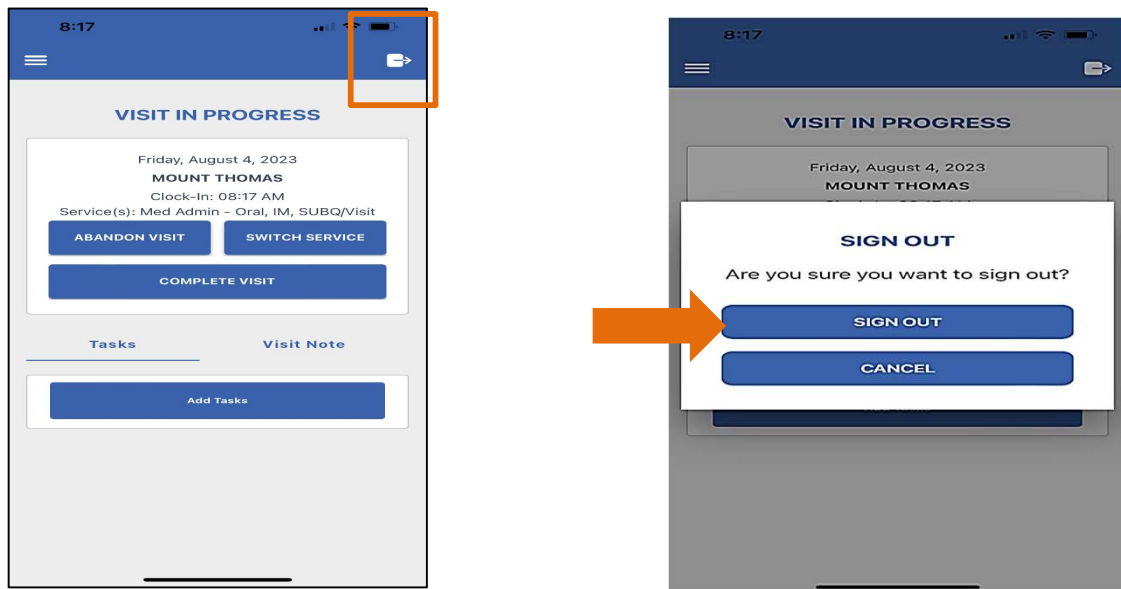 8:17
VISIT IN PROGRESS
Friday, August 4, 2023
MOUNT THOMAS
Clock-In: 08:17 AM
Service(s): Med Admin - Oral, IM, SUBQ/Visit
ABANDON VISIT
SWITCH SERVICE
COMPLETE VISIT
Tasks
Visit Note
Add Tasks
8:17
VISIT IN PROGRESS
Friday, August 4, 2023
MOUNT THOMAS
SIGN OUT
Are you sure you want to sign out?
SIGN OUT
CANCEL